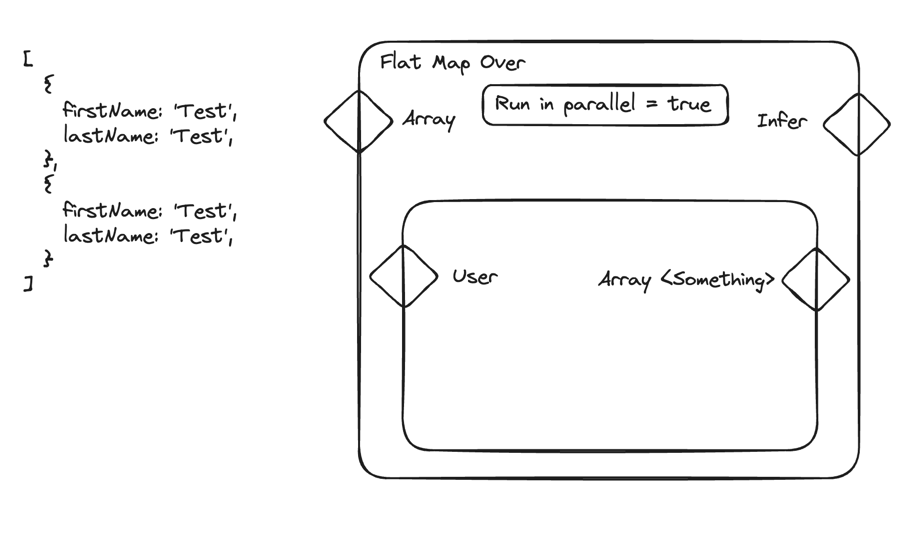 [
{
firstName: 'Test',
lastName: 'Test',
},
{
firstName: 'Test',
lastName: 'Test',
}
]
Flat Map Over
Run in parallel = true
Array
Infer
User
Array <Something>